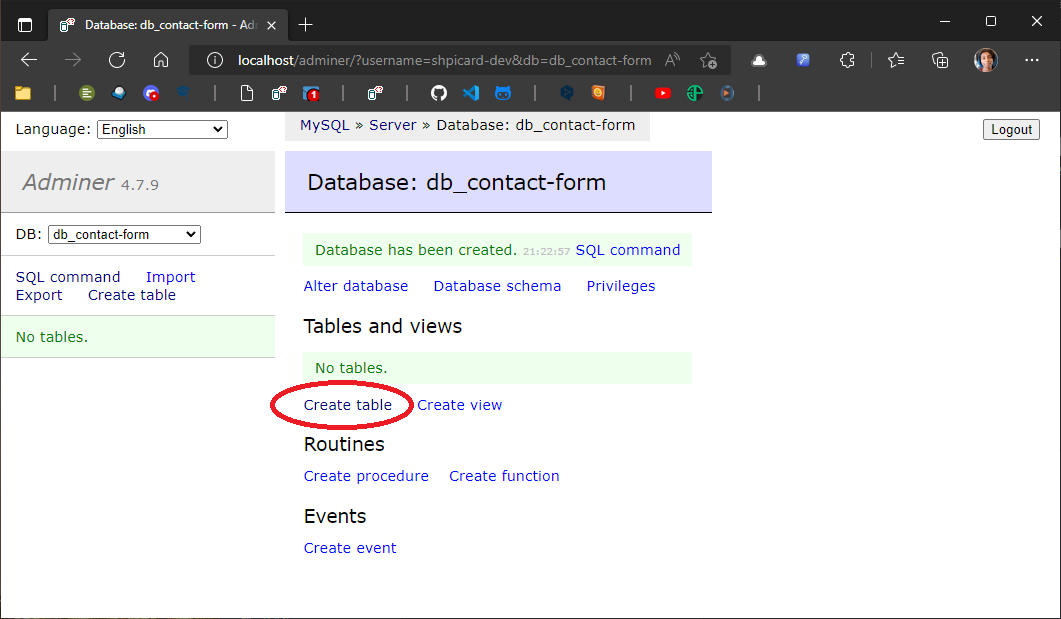 Database: db_contact-form - Ad
localhost/adminer/?username=shpicard-dev&db=db_contact-form
1
Language: English
MySQL » Server » Database: db_contact-form
Logout
Adminer 4.7.9
Database: db_contact-form
DB: db_contact-form
Database has been created. 21:22:57 SQL command
SQL command Import
Export Create table
Alter database Database schema Privileges
No tables.
Tables and views
No tables.
Create table Create view
Routines
Create procedure Create function
Events
Create event